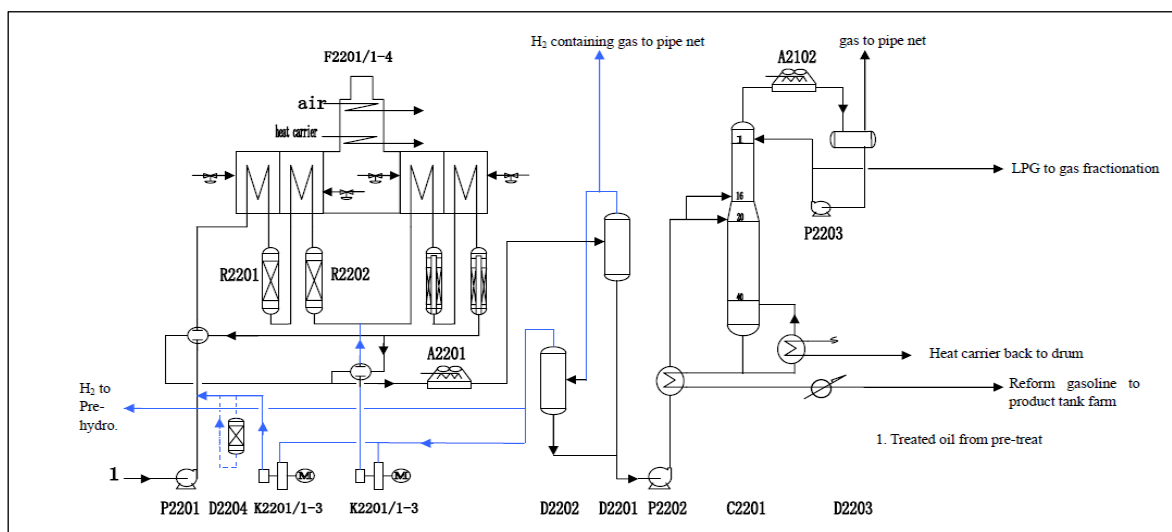 H₂ containing gas to pipe net
gas to pipe net
F2201/1-4
A2102
air
heat carrier
1
16
20
40
LPG to gas fractionation
P2203
R2201
R2202
A2201
Heat carrier back to drum
H₂ to
Pre-
hydro.
Reform gasoline to
product tank farm
1. Treated oil from pre-treat
1
M
M
P2201
D2204
K2201/1-3
K2201/1-3
D2202
D2201
P2202
C2201
D2203